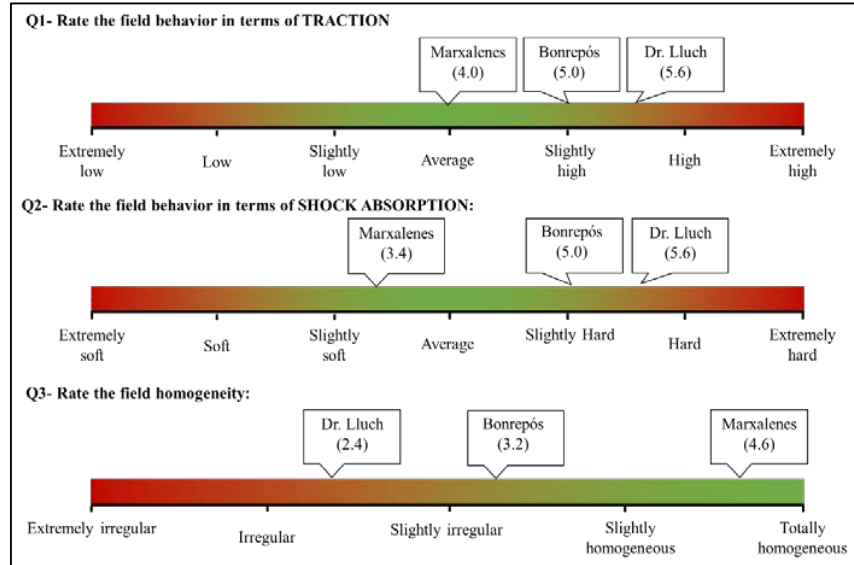 Q1- Rate the field behavior in terms of TRACTION
Marxalenes
(4.0)
Bonrepós
(5.0)
Dr. Lluch
(5.6)
Extremely
low
Low
Slightly
low
Average
Slightly
high
High
Extremely
high
Q2- Rate the field behavior in terms of SHOCK ABSORPTION:
Marxalenes
(3.4)
Bonrepós
(5.0)
Dr. Lluch
(5.6)
Extremely
soft
Soft
Slightly
soft
Average
Slightly Hard
Hard
Extremely
hard
Q3- Rate the field homogeneity:
Dr. Lluch
(2.4)
Bonrepós
(3.2)
Marxalenes
(4.6)
Extremely irregular
Irregular
Slightly irregular
Slightly
homogeneous
Totally
homogeneous